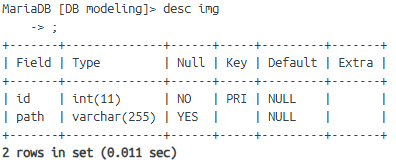 MariaDB [DB modeling]> desc img
    -> ;
+-------+--------------+------+-----+---------+-------+
| Field | Type         | Null | Key | Default | Extra |
+-------+--------------+------+-----+---------+-------+
| id    | int(11)      | NO   | PRI | NULL    |       |
| path  | varchar(255) | YES  |     | NULL    |       |
+-------+--------------+------+-----+---------+-------+
2 rows in set (0.011 sec)